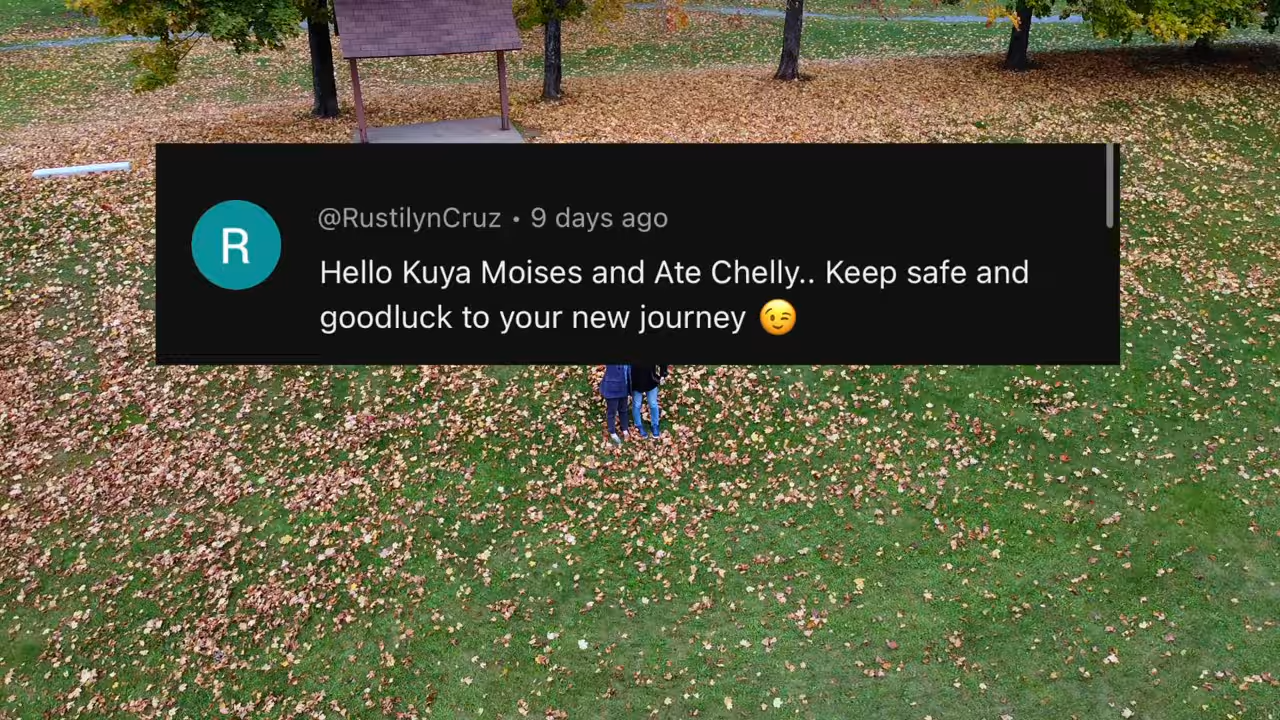 R
@RustilynCruz • 9 days ago
Hello Kuya Moises and Ate Chelly.. Keep safe and
goodluck to your new journey 😉